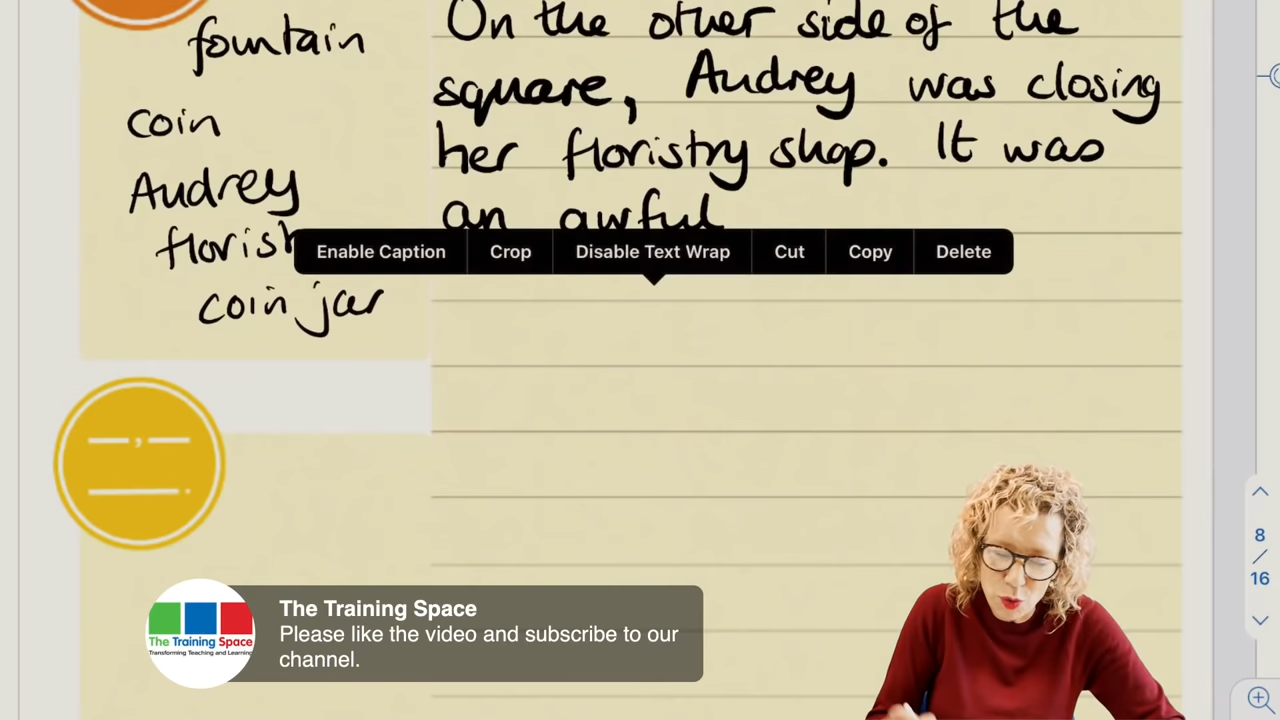 fountain
coin
Audrey
florist
coin jar
On the other side of the
square, Audrey was closing
her floristry shop. It was
an awful
Enable Caption
Crop
Disable Text Wrap
Cut
Copy
Delete
8
/
16
The Training Space
Transforming Teaching and Learning
The Training Space
Please like the video and subscribe to our
channel.